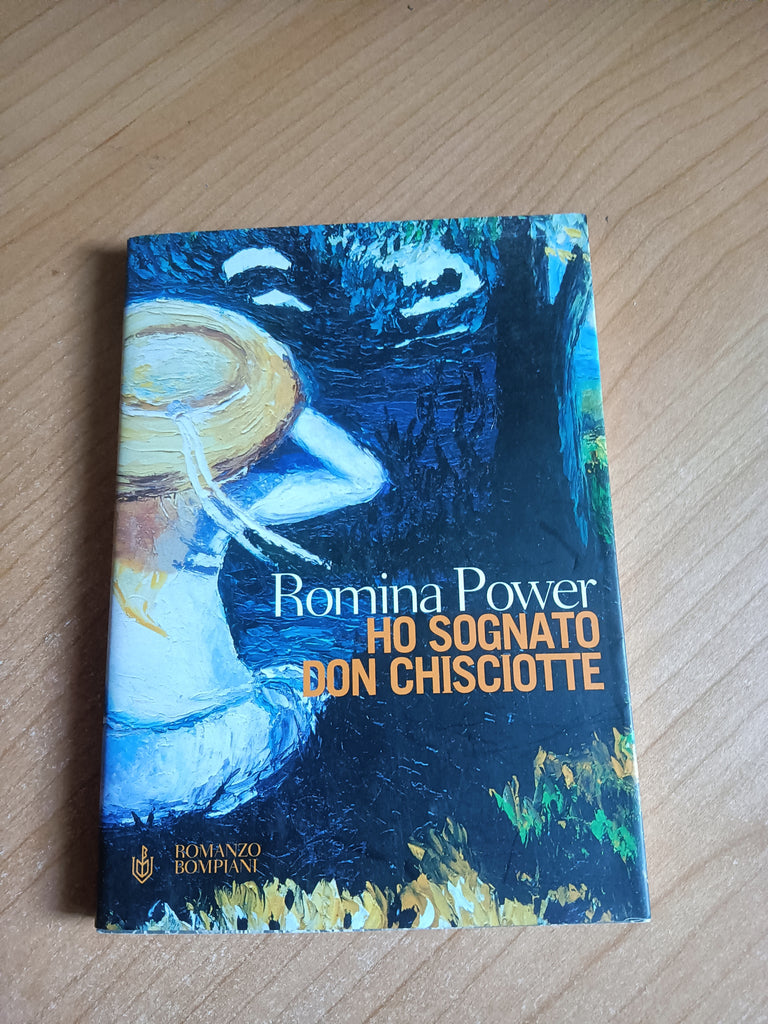 Romina Power
HO SOGNATO
DON CHISCIOTTE
ROMANZO
BOMPIANI